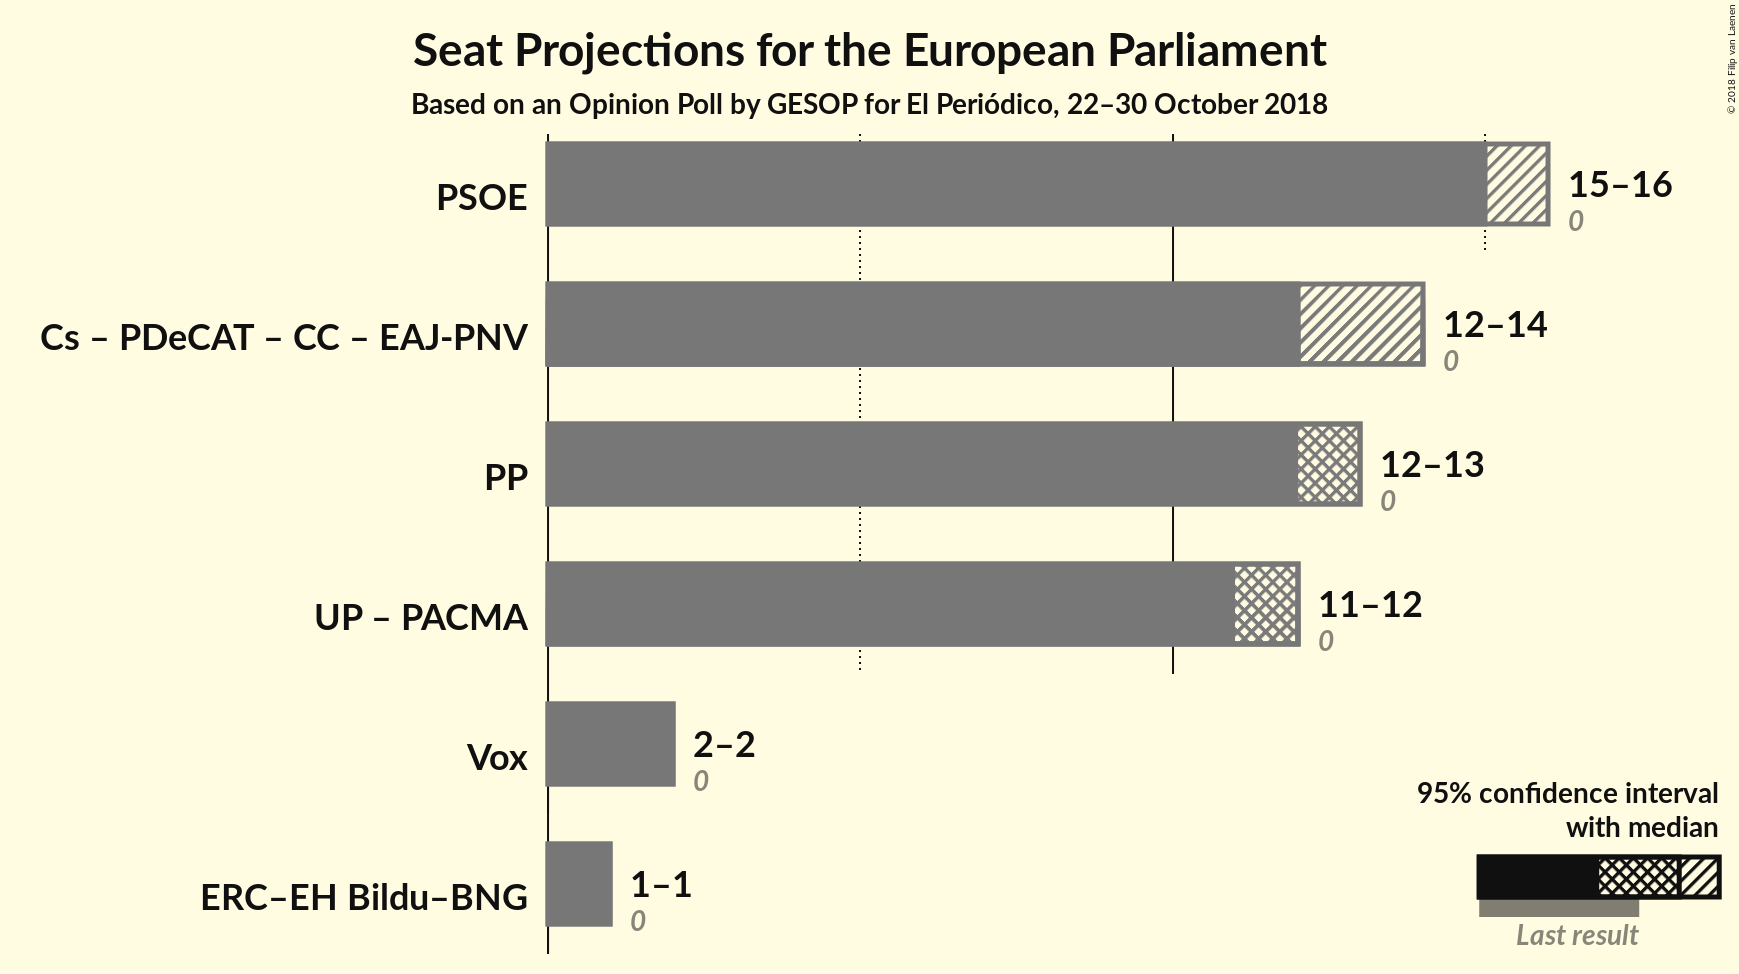 Seat Projections for the European Parliament
Based on an Opinion Poll by GESOP for El Periódico, 22–30 October 2018
© 2018 Filip van Laenen
PSOE
15–16
0
Cs – PDeCAT – CC – EAJ-PNV
12–14
0
PP
12–13
0
UP – PACMA
11–12
0
Vox
2–2
0
ERC–EH Bildu–BNG
1–1
0
95% confidence interval
with median
Last result